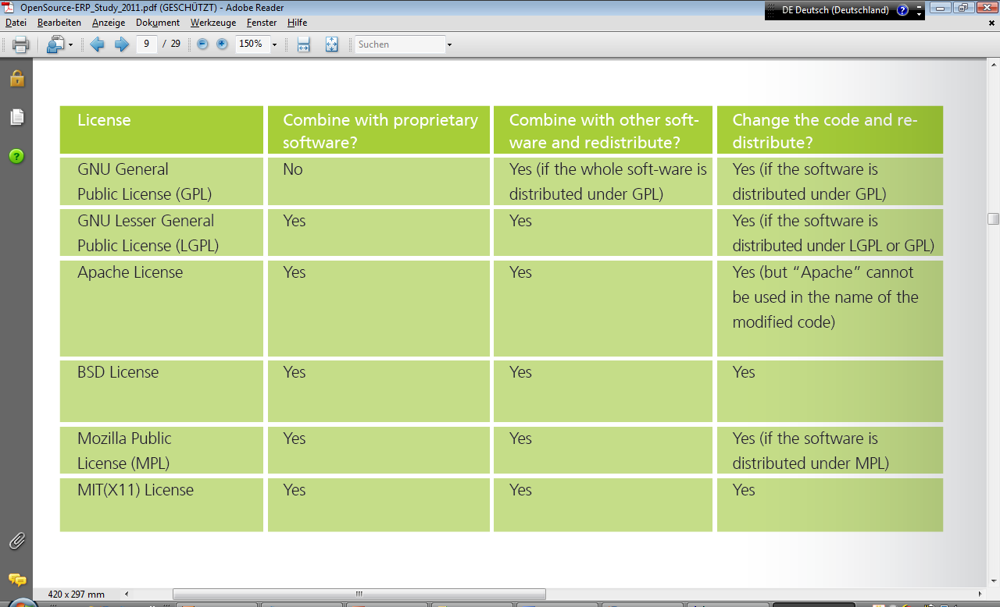 OpenSource-ERP_Study_2011.pdf (GESCHÜTZT) - Adobe Reader
DE Deutsch (Deutschland)
Datei Bearbeiten Anzeige Dokument Werkzeuge Fenster Hilfe
9 / 29 150% Suchen
License
Combine with proprietary
software?
Combine with other soft-
ware and redistribute?
Change the code and re-
distribute?
GNU General
Public License (GPL)
No
Yes (if the whole soft-ware is
distributed under GPL)
Yes (if the software is
distributed under GPL)
GNU Lesser General
Public License (LGPL)
Yes
Yes
Yes (if the software is
distributed under LGPL or GPL)
Apache License
Yes
Yes
Yes (but “Apache” cannot
be used in the name of the
modified code)
BSD License
Yes
Yes
Yes
Mozilla Public
License (MPL)
Yes
Yes
Yes (if the software is
distributed under MPL)
MIT(X11) License
Yes
Yes
Yes
420 x 297 mm